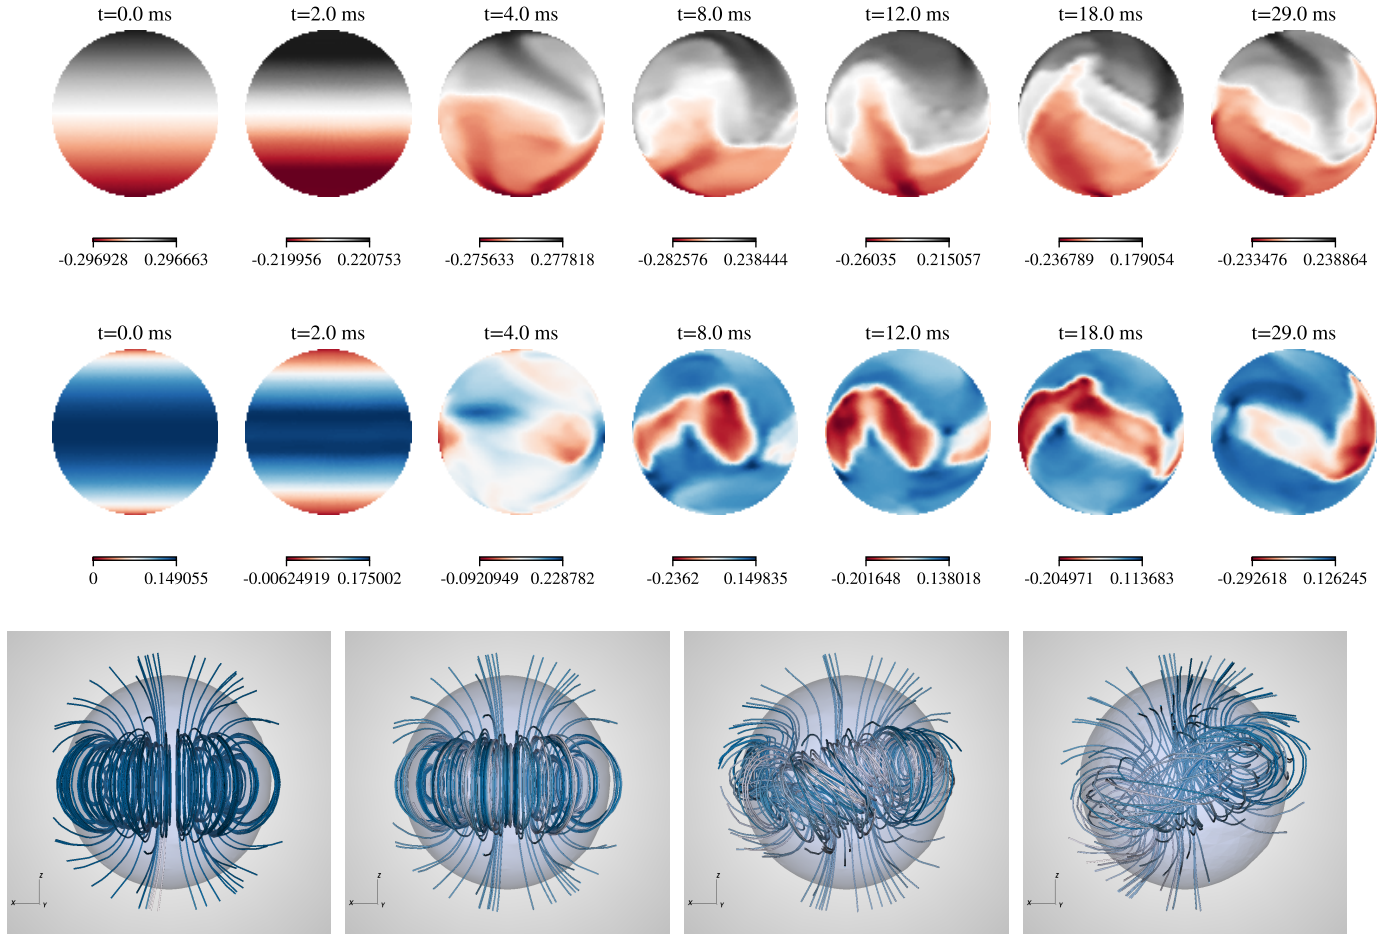 t=0.0 ms t=2.0 ms t=4.0 ms t=8.0 ms t=12.0 ms t=18.0 ms t=29.0 ms
-0.296928 0.296663 -0.219956 0.220753 -0.275633 0.277818 -0.282576 0.238444 -0.26035 0.215057 -0.236789 0.179054 -0.233476 0.238864
t=0.0 ms t=2.0 ms t=4.0 ms t=8.0 ms t=12.0 ms t=18.0 ms t=29.0 ms
0 0.149055 -0.00624919 0.175002 -0.0920949 0.228782 -0.2362 0.149835 -0.201648 0.138018 -0.204971 0.113683 -0.292618 0.126245
z z z z
x y x y x y x y